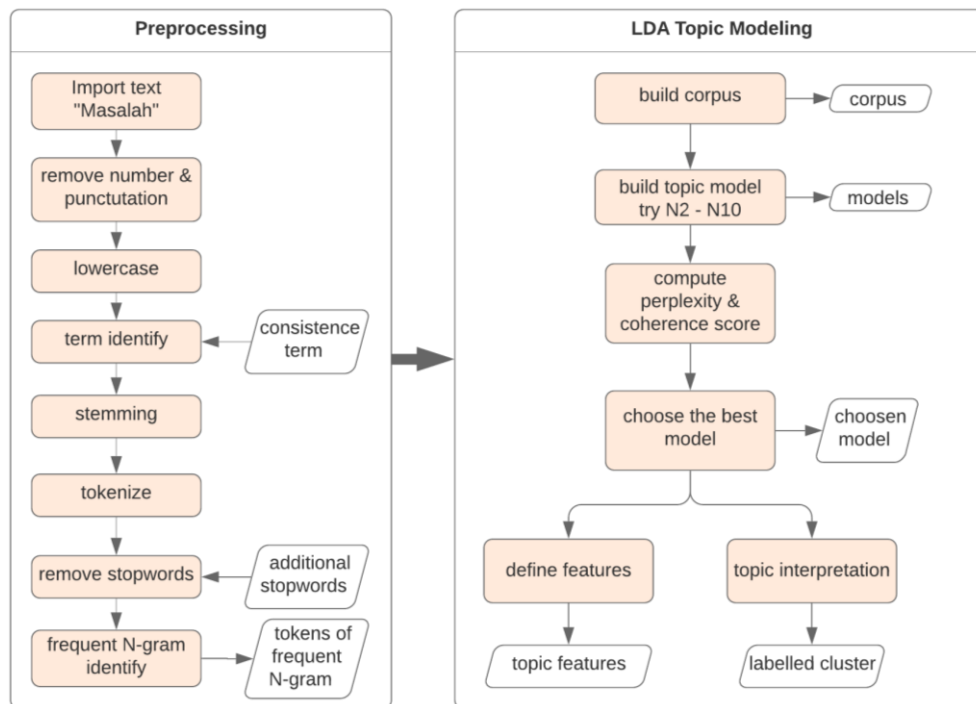 Preprocessing
Import text
"Masalah"
remove number &
punctutation
lowercase
term identify
consistence
term
stemming
tokenize
remove stopwords
additional
stopwords
frequent N-gram
identify
tokens of
frequent
N-gram
LDA Topic Modeling
build corpus
corpus
build topic model
try N2 - N10
models
compute
perplexity &
coherence score
choose the best
model
choosen
model
define features
topic interpretation
topic features
labelled cluster